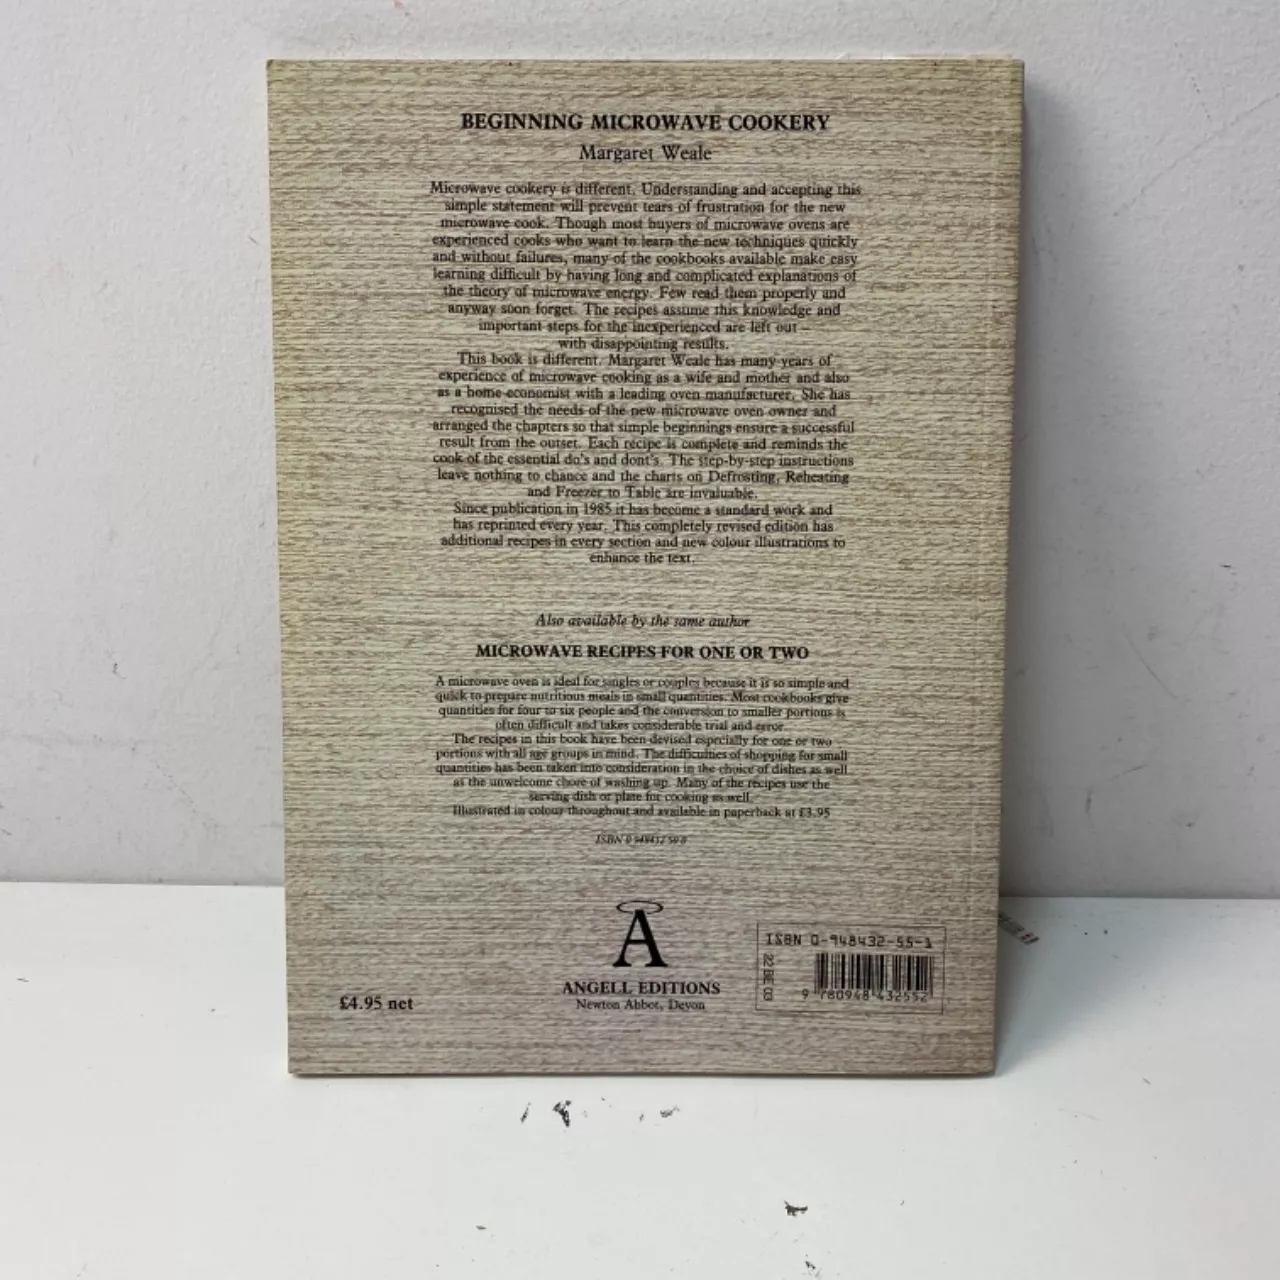 BEGINNING MICROWAVE COOKERY
Margaret Weale
Microwave cookery is different. Understanding and accepting this
simple statement will prevent tears of frustration for the new
microwave cook. Though most buyers of microwave ovens are
experienced cooks who want to learn the new techniques quickly
and without failures, many of the cookbooks available make easy
learning difficult by having long and complicated explanations of
the theory of microwave energy. Few read them properly and
anyway soon forget. The recipes assume this knowledge and
important steps for the inexperienced are left out –
with disappointing results.
This book is different. Margaret Weale has many years of
experience of microwave cooking as a wife and mother and also
as a home economist with a leading oven manufacturer. She has
recognised the needs of the new microwave oven owner and
arranged the chapters so that simple beginnings ensure a successful
result from the outset. Each recipe is complete and reminds the
cook of the essential do's and dont's. The step-by-step instructions
leave nothing to chance and the charts on Defrosting, Reheating
and Freezer to Table are invaluable.
Since publication in 1985 it has become a standard work and
has reprinted every year. This completely revised edition has
additional recipes in every section and new colour illustrations to
enhance the text.
Also available by the same author
MICROWAVE RECIPES FOR ONE OR TWO
A microwave oven is ideal for singles or couples because it is so simple and
quick to prepare nutritious meals in small quantities. Most cookbooks give
quantities for four to six people and the conversion to smaller portions is
often difficult and takes considerable trial and error.
The recipes in this book have been devised especially for one or two
portions with all age groups in mind. The difficulties of shopping for small
quantities has been taken into consideration in the choice of dishes as well
as the unwelcome chore of washing up. Many of the recipes use the
serving dish or plate for cooking as well.
Illustrated in colour throughout and available in paperback at £3.95
ISBN 0
A
ANGELL EDITIONS
Newton Abbot, Devon
£4.95 net
ISBN 0-948432-55-1
9 780948 432552